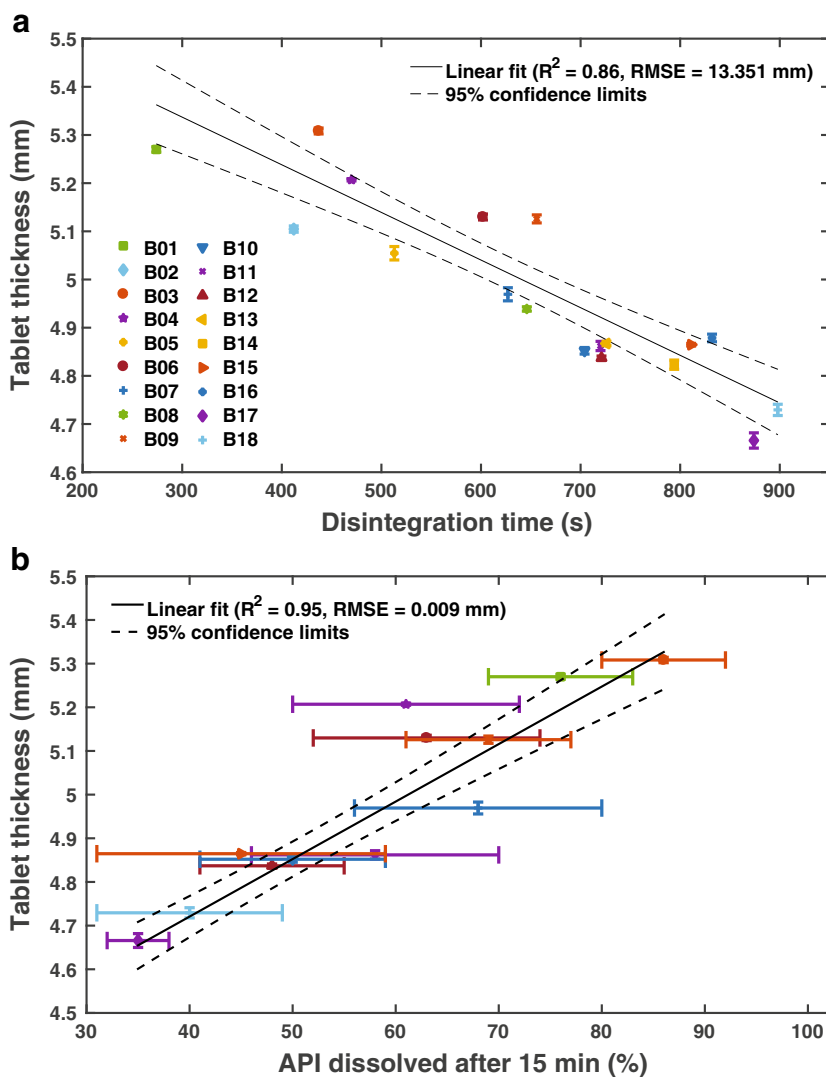 a
5.5
5.4
5.3
5.2
5.1
5
4.9
4.8
4.7
4.6
Tablet thickness (mm)
Linear fit (R² = 0.86, RMSE = 13.351 mm)
95% confidence limits
B01 B10
B02 B11
B03 B12
B04 B13
B05 B14
B06 B15
B07 B16
B08 B17
B09 B18
200 300 400 500 600 700 800 900
Disintegration time (s)
b
5.5
5.4
5.3
5.2
5.1
5
4.9
4.8
4.7
4.6
4.5
Tablet thickness (mm)
Linear fit (R² = 0.95, RMSE = 0.009 mm)
95% confidence limits
30 40 50 60 70 80 90 100
API dissolved after 15 min (%)